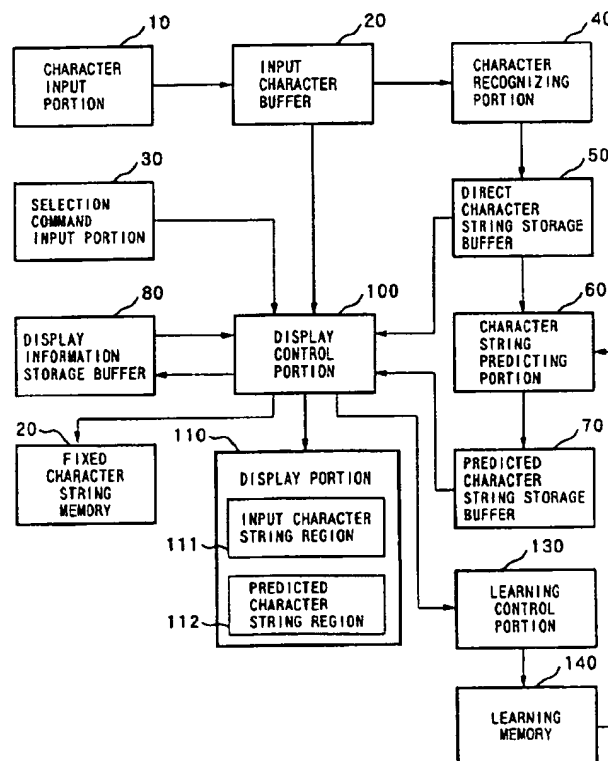 10
CHARACTER
INPUT
PORTION
20
INPUT
CHARACTER
BUFFER
40
CHARACTER
RECOGNIZING
PORTION
30
SELECTION
COMMAND
INPUT PORTION
50
DIRECT
CHARACTER
STRING STORAGE
BUFFER
80
DISPLAY
INFORMATION
STORAGE BUFFER
100
DISPLAY
CONTROL
PORTION
60
CHARACTER
STRING
PREDICTING
PORTION
20
FIXED
CHARACTER
STRING
MEMORY
110
DISPLAY PORTION
INPUT CHARACTER
STRING REGION
111
PREDICTED
CHARACTER
STRING REGION
112
70
PREDICTED
CHARACTER
STRING STORAGE
BUFFER
130
LEARNING
CONTROL
PORTION
140
LEARNING
MEMORY